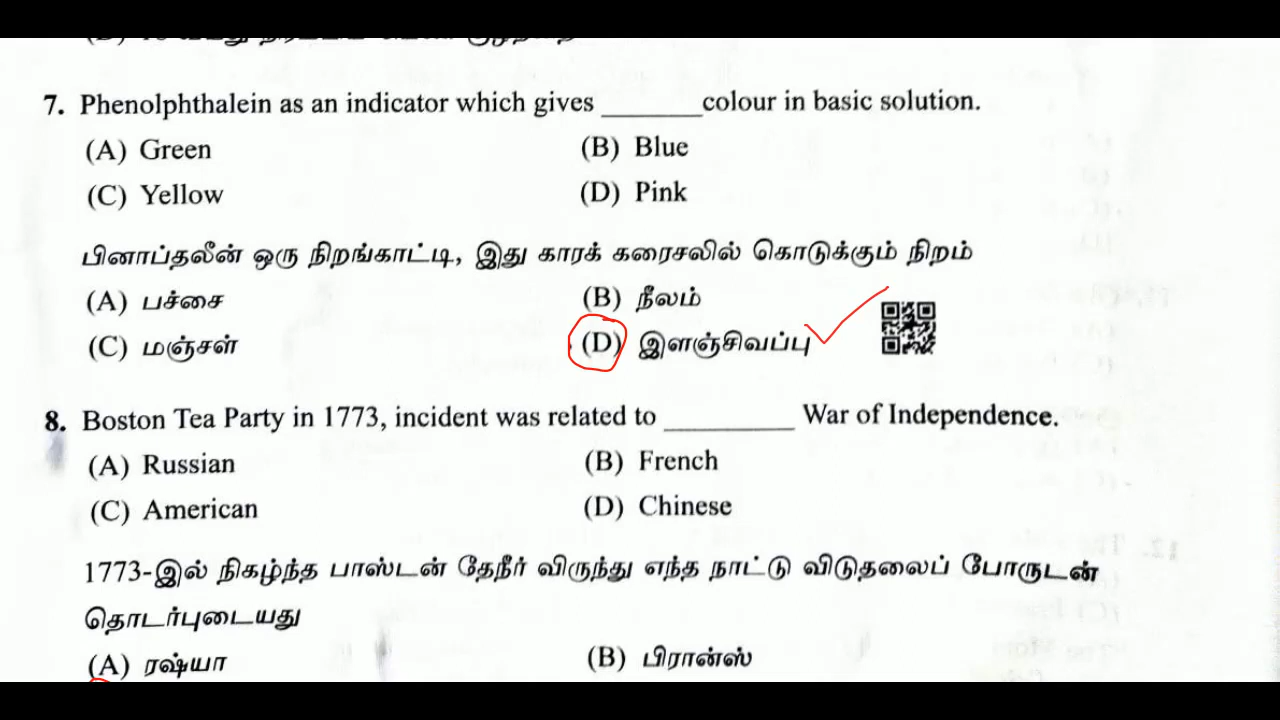 7. Phenolphthalein as an indicator which gives _______ colour in basic solution.
(A) Green (B) Blue
(C) Yellow (D) Pink
பினாப்தலீன் ஒரு நிறங்காட்டி, இது காரக் கரைசலில் கொடுக்கும் நிறம்
(A) பச்சை (B) நீலம்
(C) மஞ்சள் (D) இளஞ்சிவப்பு
8. Boston Tea Party in 1773, incident was related to _________ War of Independence.
(A) Russian (B) French
(C) American (D) Chinese
1773-இல் நிகழ்ந்த பாஸ்டன் தேநீர் விருந்து எந்த நாட்டு விடுதலைப் போருடன்
தொடர்புடையது
(A) ரஷ்யா (B) பிரான்ஸ்